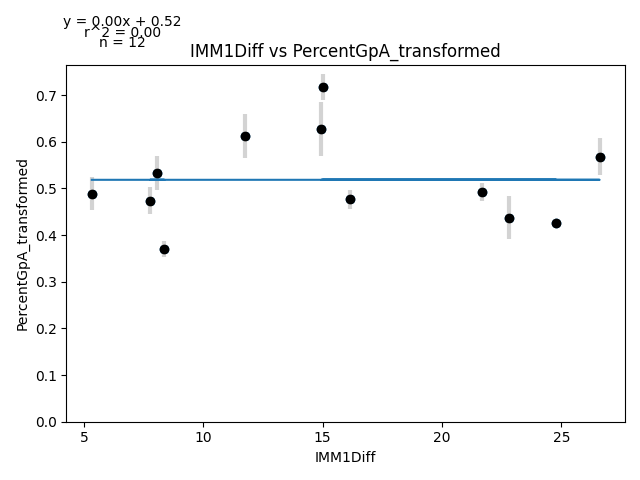 y = 0.00x + 0.52
r^2 = 0.00
n = 12
IMM1Diff vs PercentGpA_transformed
PercentGpA_transformed
0.7
0.6
0.5
0.4
0.3
0.2
0.1
0.0
5 10 15 20 25
IMM1Diff